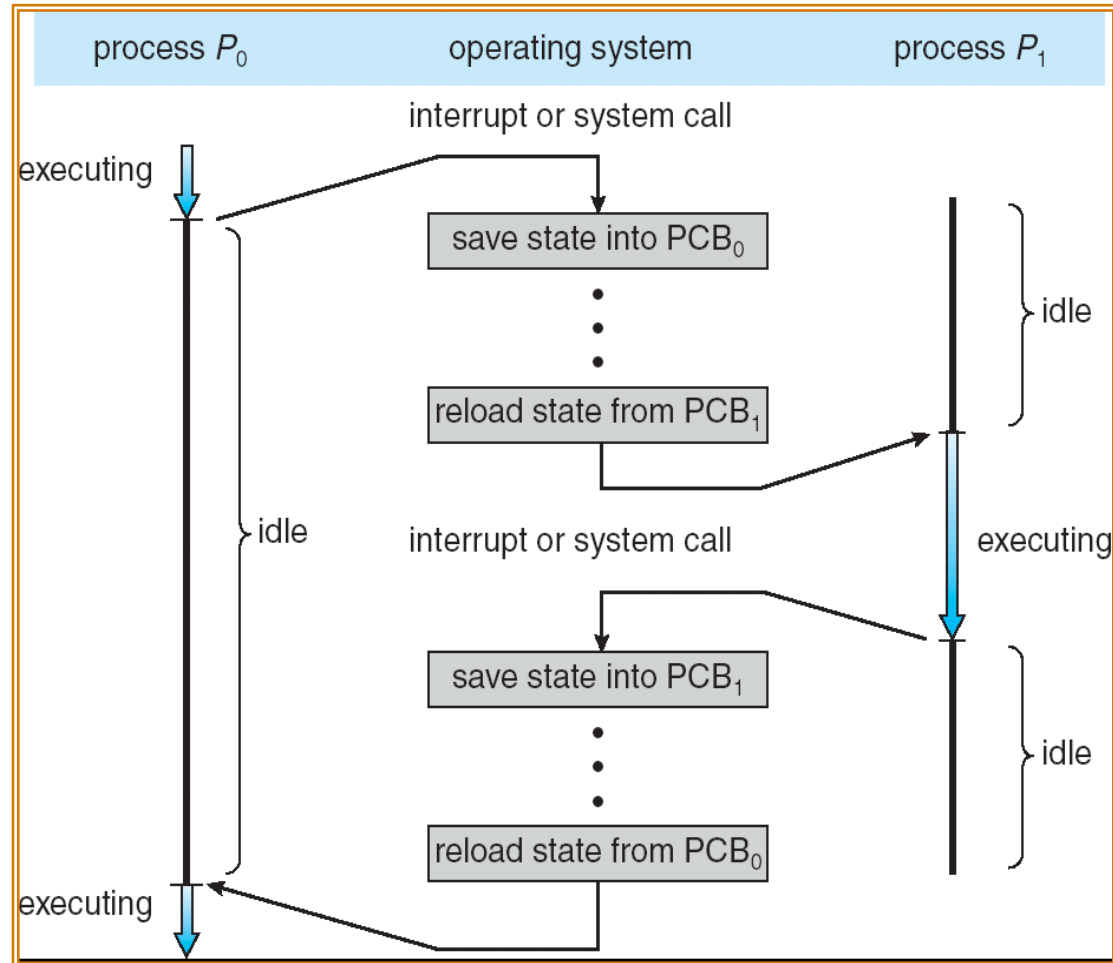 process P₀ operating system process P₁
interrupt or system call
executing
save state into PCB₀
idle
reload state from PCB₁
idle
interrupt or system call
executing
save state into PCB₁
idle
reload state from PCB₀
executing